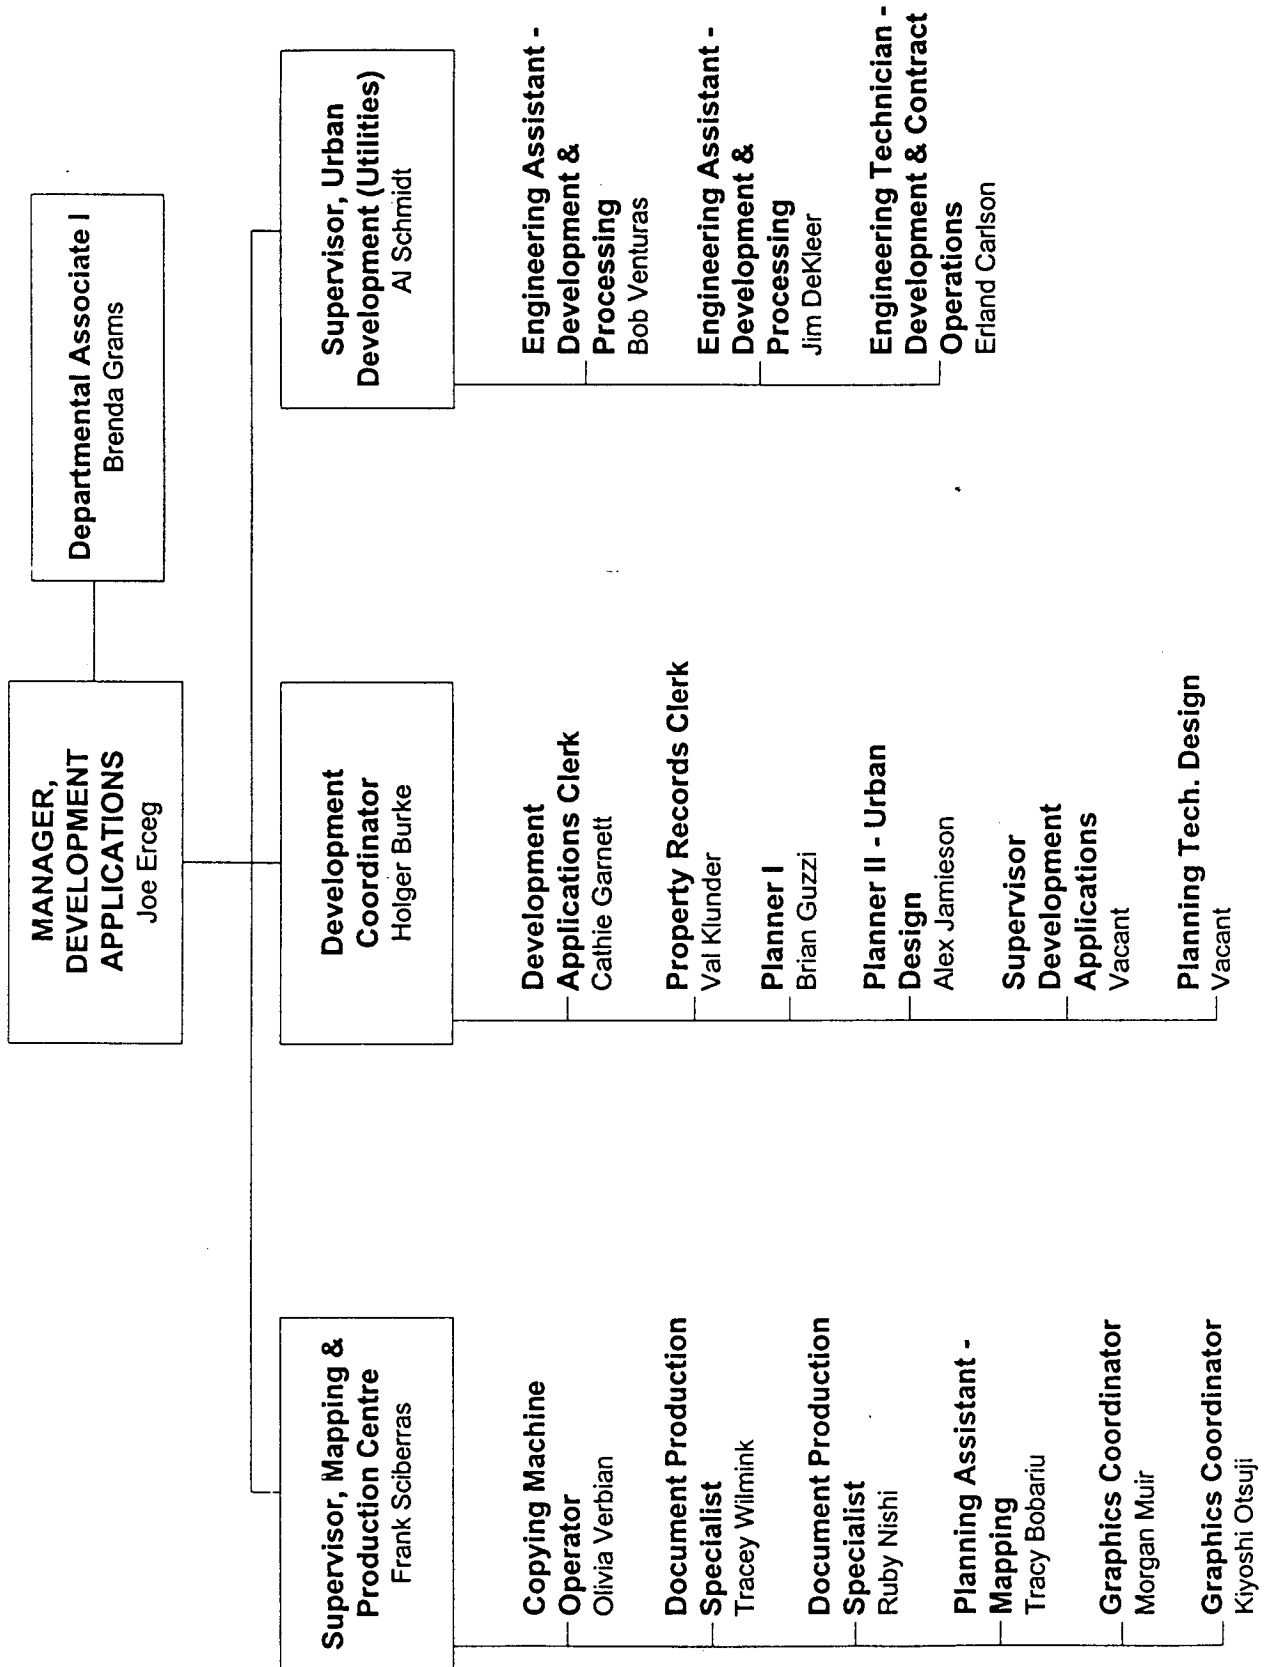 MANAGER,
DEVELOPMENT
APPLICATIONS
Joe Erceg
Departmental Associate I
Brenda Grams
Supervisor, Mapping &
Production Centre
Frank Sciberras
Copying Machine
Operator
Olivia Verbian
Document Production
Specialist
Tracey Wilmink
Document Production
Specialist
Ruby Nishi
Planning Assistant -
Mapping
Tracy Bobariu
Graphics Coordinator
Morgan Muir
Graphics Coordinator
Kiyoshi Otsuji
Development
Coordinator
Holger Burke
Development
Applications Clerk
Cathie Garnett
Property Records Clerk
Val Klunder
Planner I
Brian Guzzi
Planner II - Urban
Design
Alex Jamieson
Supervisor
Development
Applications
Vacant
Planning Tech. Design
Vacant
Supervisor, Urban
Development (Utilities)
Al Schmidt
Engineering Assistant -
Development &
Processing
Bob Venturas
Engineering Assistant -
Development &
Processing
Jim DeKleer
Engineering Technician -
Development & Contract
Operations
Erland Carlson